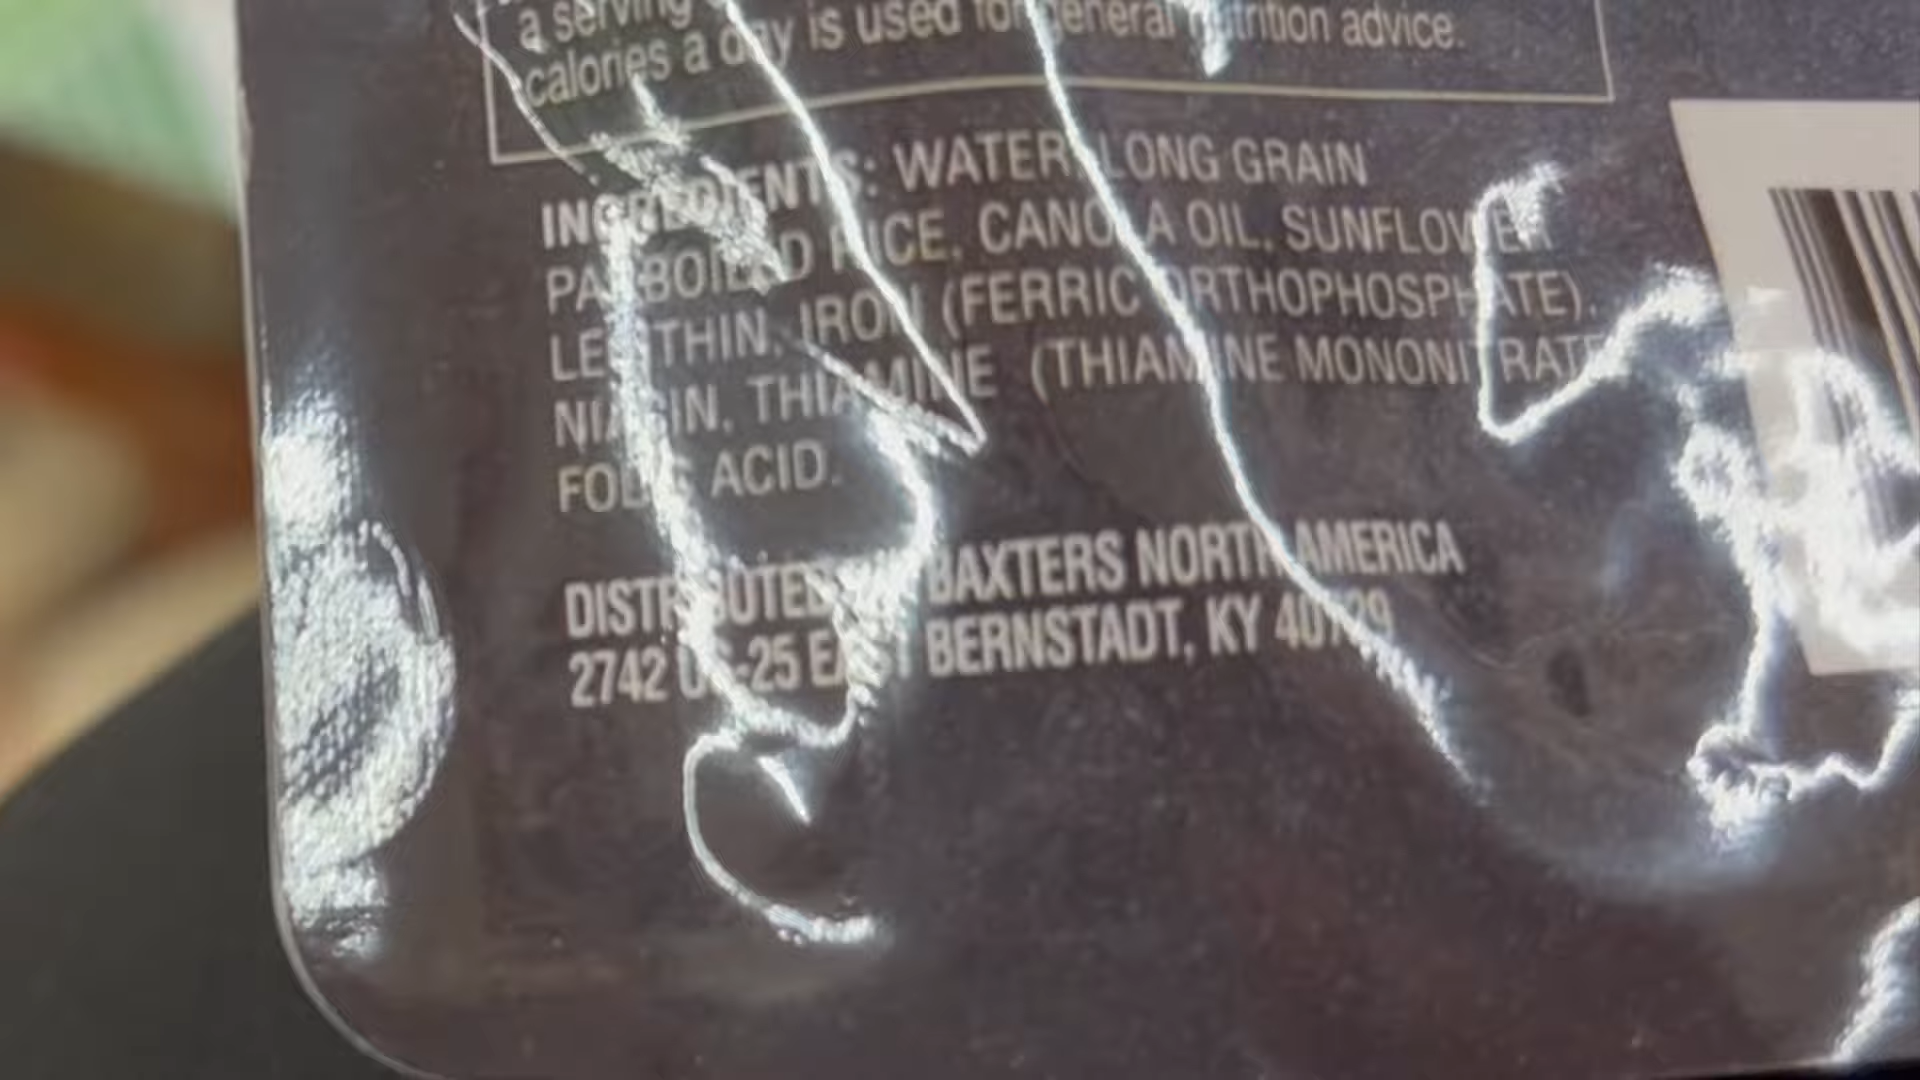 a serving
calories a day is used for general nutrition advice.
INGREDIENTS: WATER, LONG GRAIN
PARBOILED RICE, CANOLA OIL, SUNFLOWER
LECITHIN, IRON (FERRIC ORTHOPHOSPHATE),
NIACIN, THIAMINE (THIAMINE MONONITRATE
FOLIC ACID.
DISTRIBUTED BY BAXTERS NORTH AMERICA
2742 US-25 EAST BERNSTADT, KY